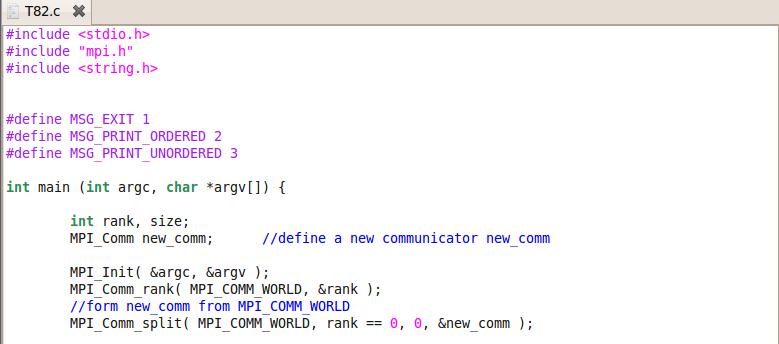 T82.c
#include <stdio.h>
#include "mpi.h"
#include <string.h>
#define MSG_EXIT 1
#define MSG_PRINT_ORDERED 2
#define MSG_PRINT_UNORDERED 3
int main (int argc, char *argv[]) {
int rank, size;
MPI_Comm new_comm; //define a new communicator new_comm
MPI_Init( &argc, &argv );
MPI_Comm_rank( MPI_COMM_WORLD, &rank );
//form new_comm from MPI_COMM_WORLD
MPI_Comm_split( MPI_COMM_WORLD, rank == 0, 0, &new_comm );